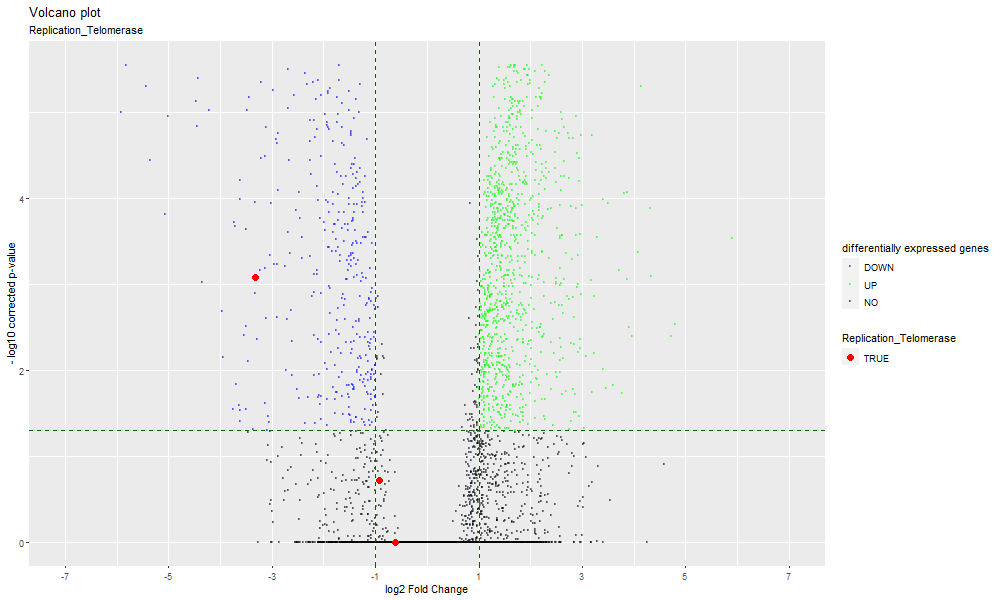 Volcano plot
Replication_Telomerase
- log10 corrected p-value
4
2
0
-7 -5 -3 -1 1 3 5 7
log2 Fold Change
differentially expressed genes
DOWN
UP
NO
Replication_Telomerase
TRUE